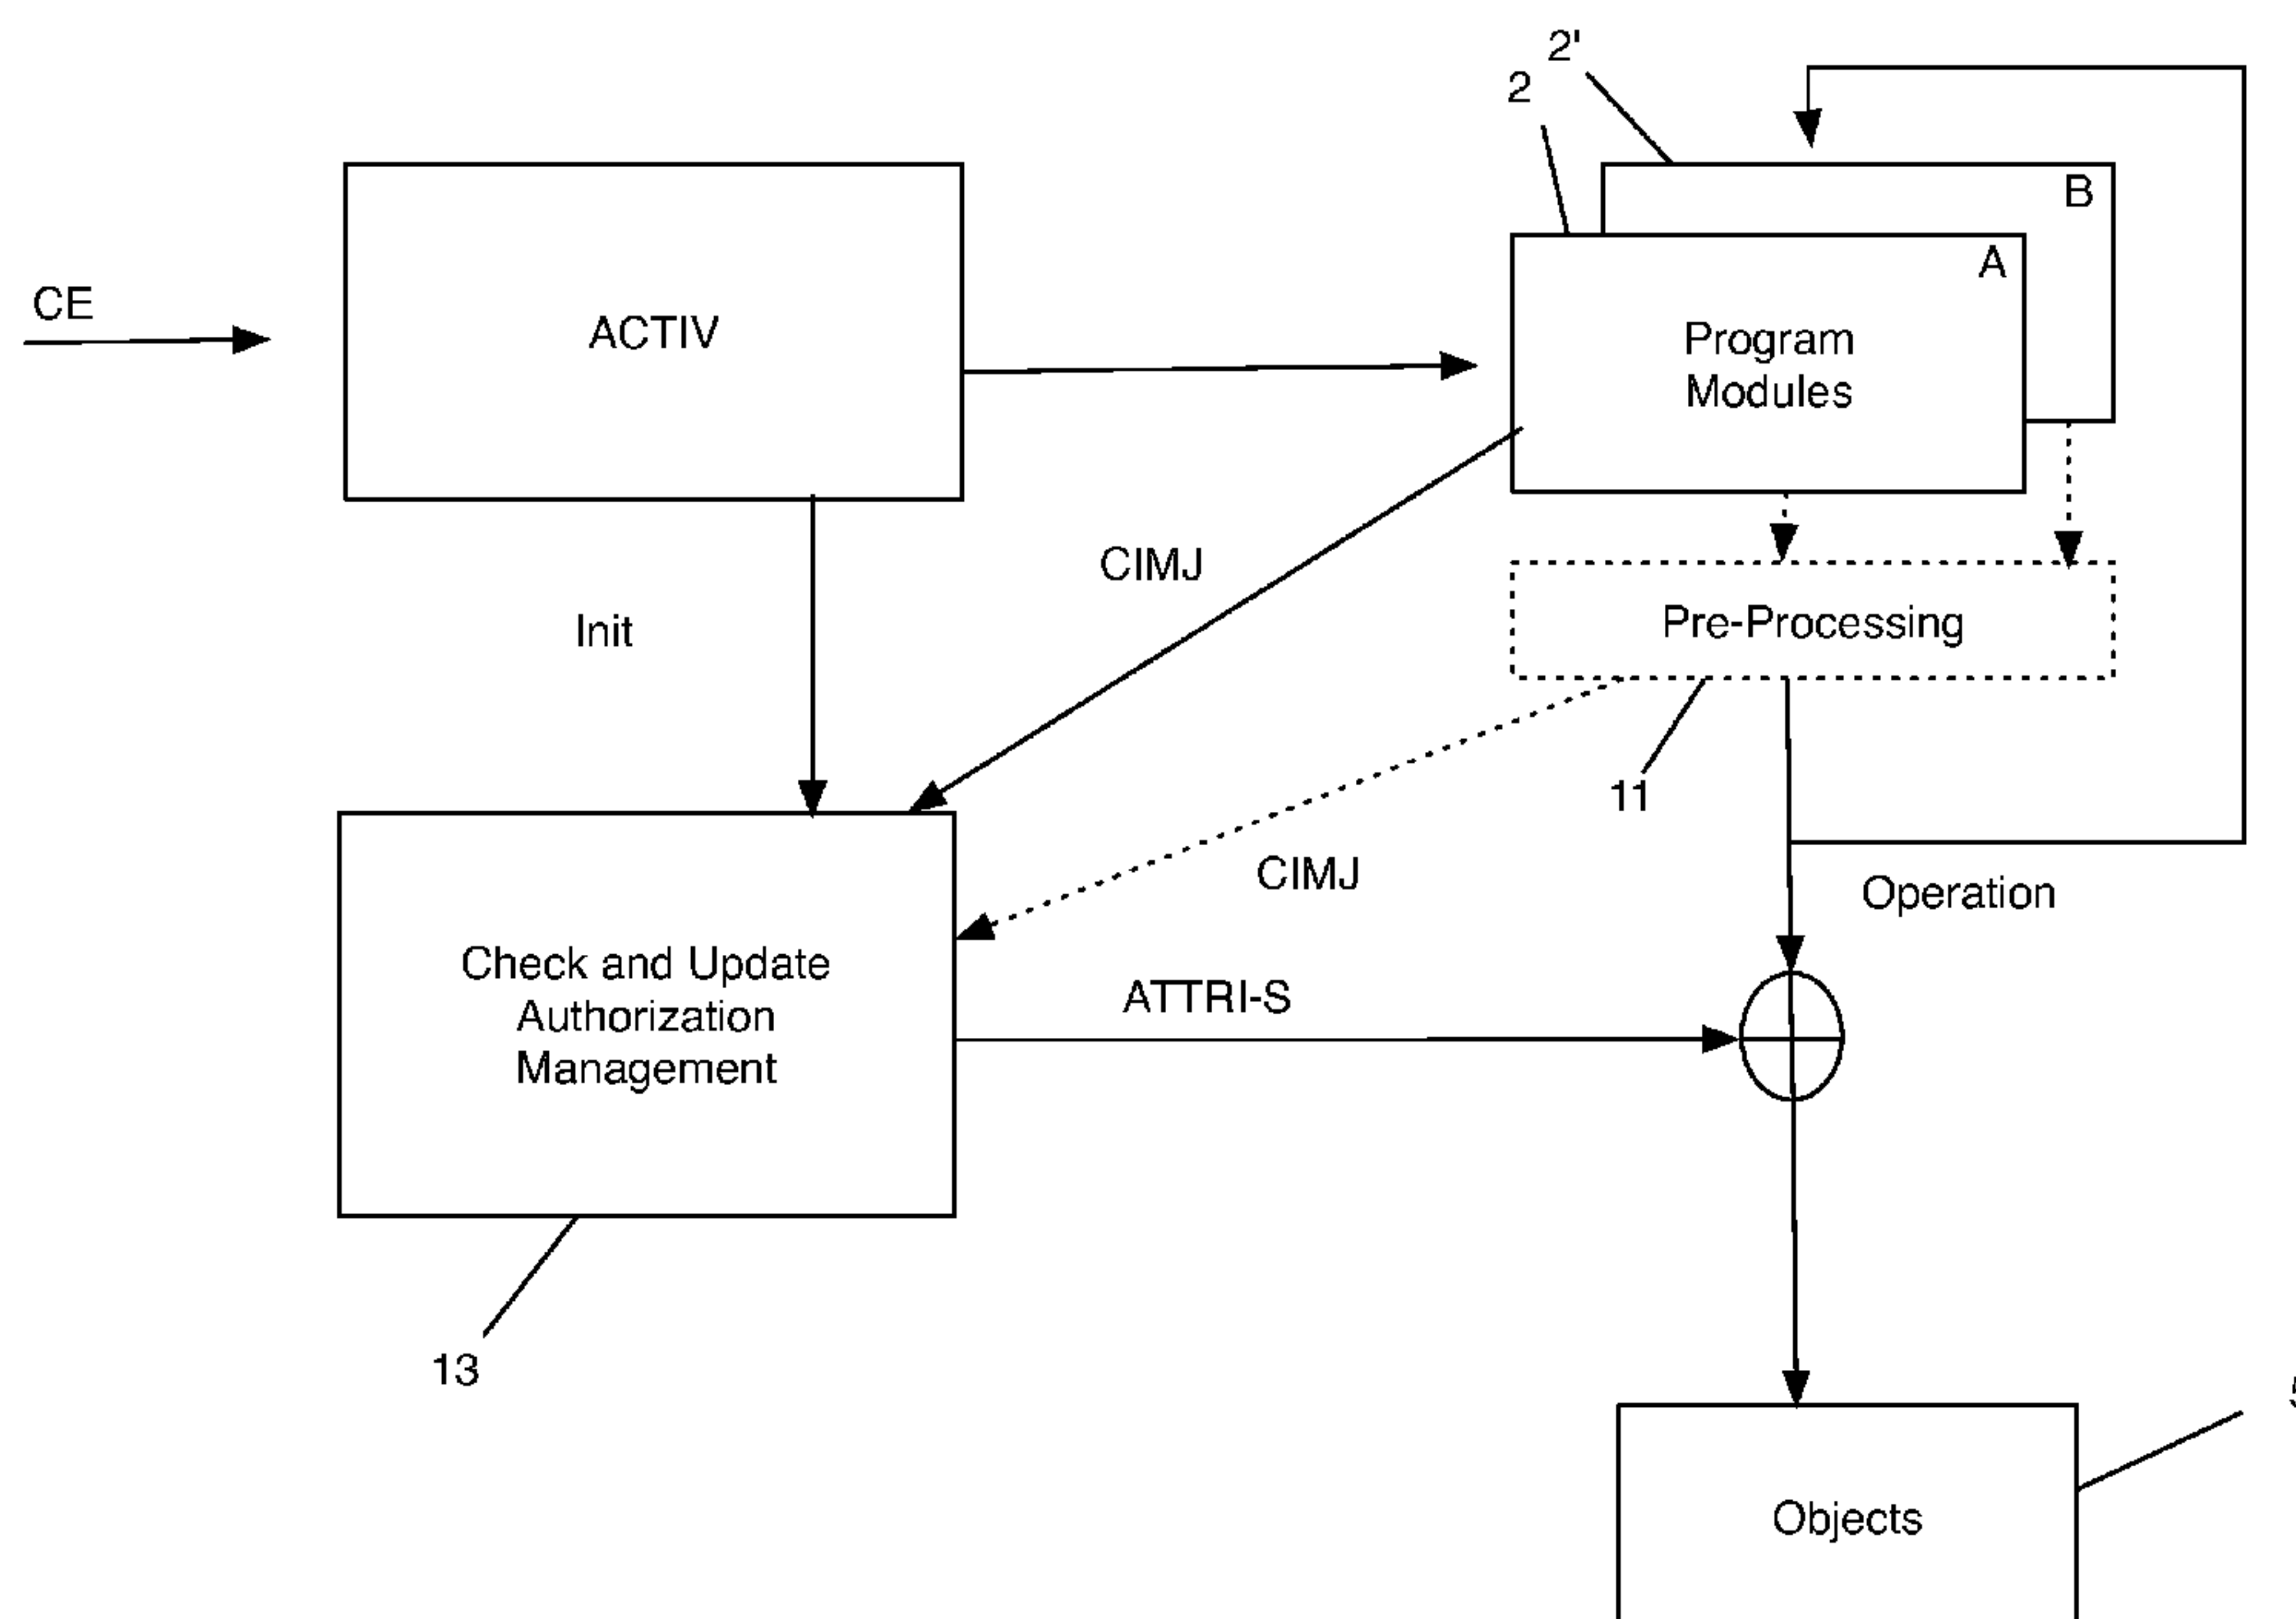 2'
2
B
A
CE
ACTIV
Program
Modules
CIMJ
Init
Pre-Processing
11
CIMJ
Operation
Check and Update
Authorization
Management
ATTRI-S
13
Objects